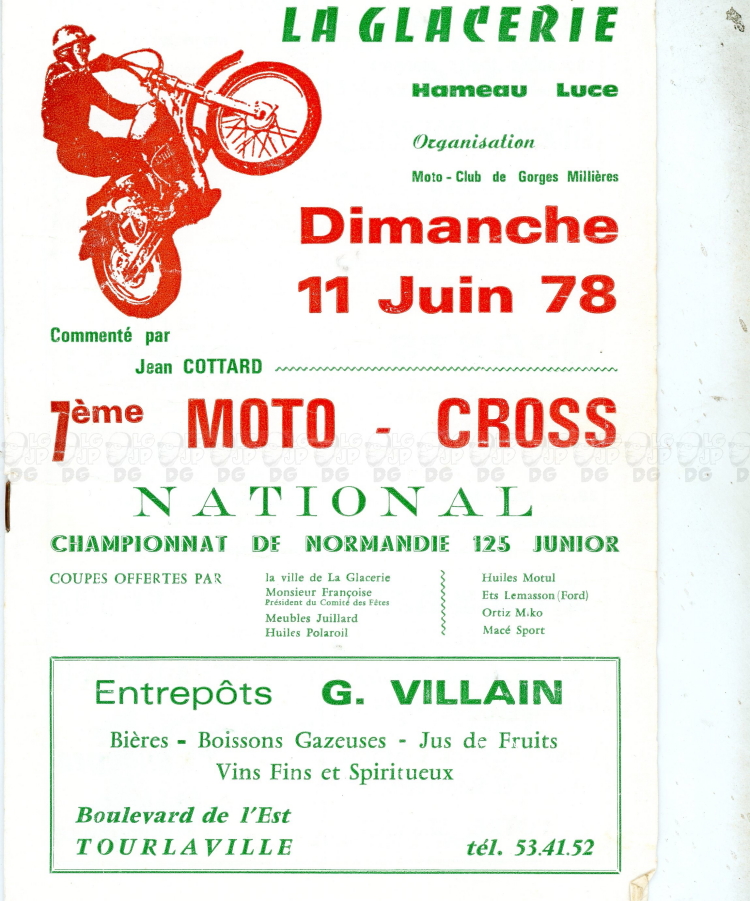 LA GLACERIE
Hameau Luce
Organisation
Moto - Club de Gorges Millières
Dimanche
11 Juin 78
Commenté par
Jean COTTARD
7ème MOTO - CROSS
NATIONAL
CHAMPIONNAT DE NORMANDIE 125 JUNIOR
COUPES OFFERTES PAR
la ville de La Glacerie
Monsieur Françoise
Président du Comité des Fêtes
Meubles Juillard
Huiles Polaroil
Huiles Motul
Ets Lemasson (Ford)
Ortiz Miko
Macé Sport
Entrepôts G. VILLAIN
Bières - Boissons Gazeuses - Jus de Fruits
Vins Fins et Spiritueux
Boulevard de l'Est
TOURLAVILLE tél. 53.41.52